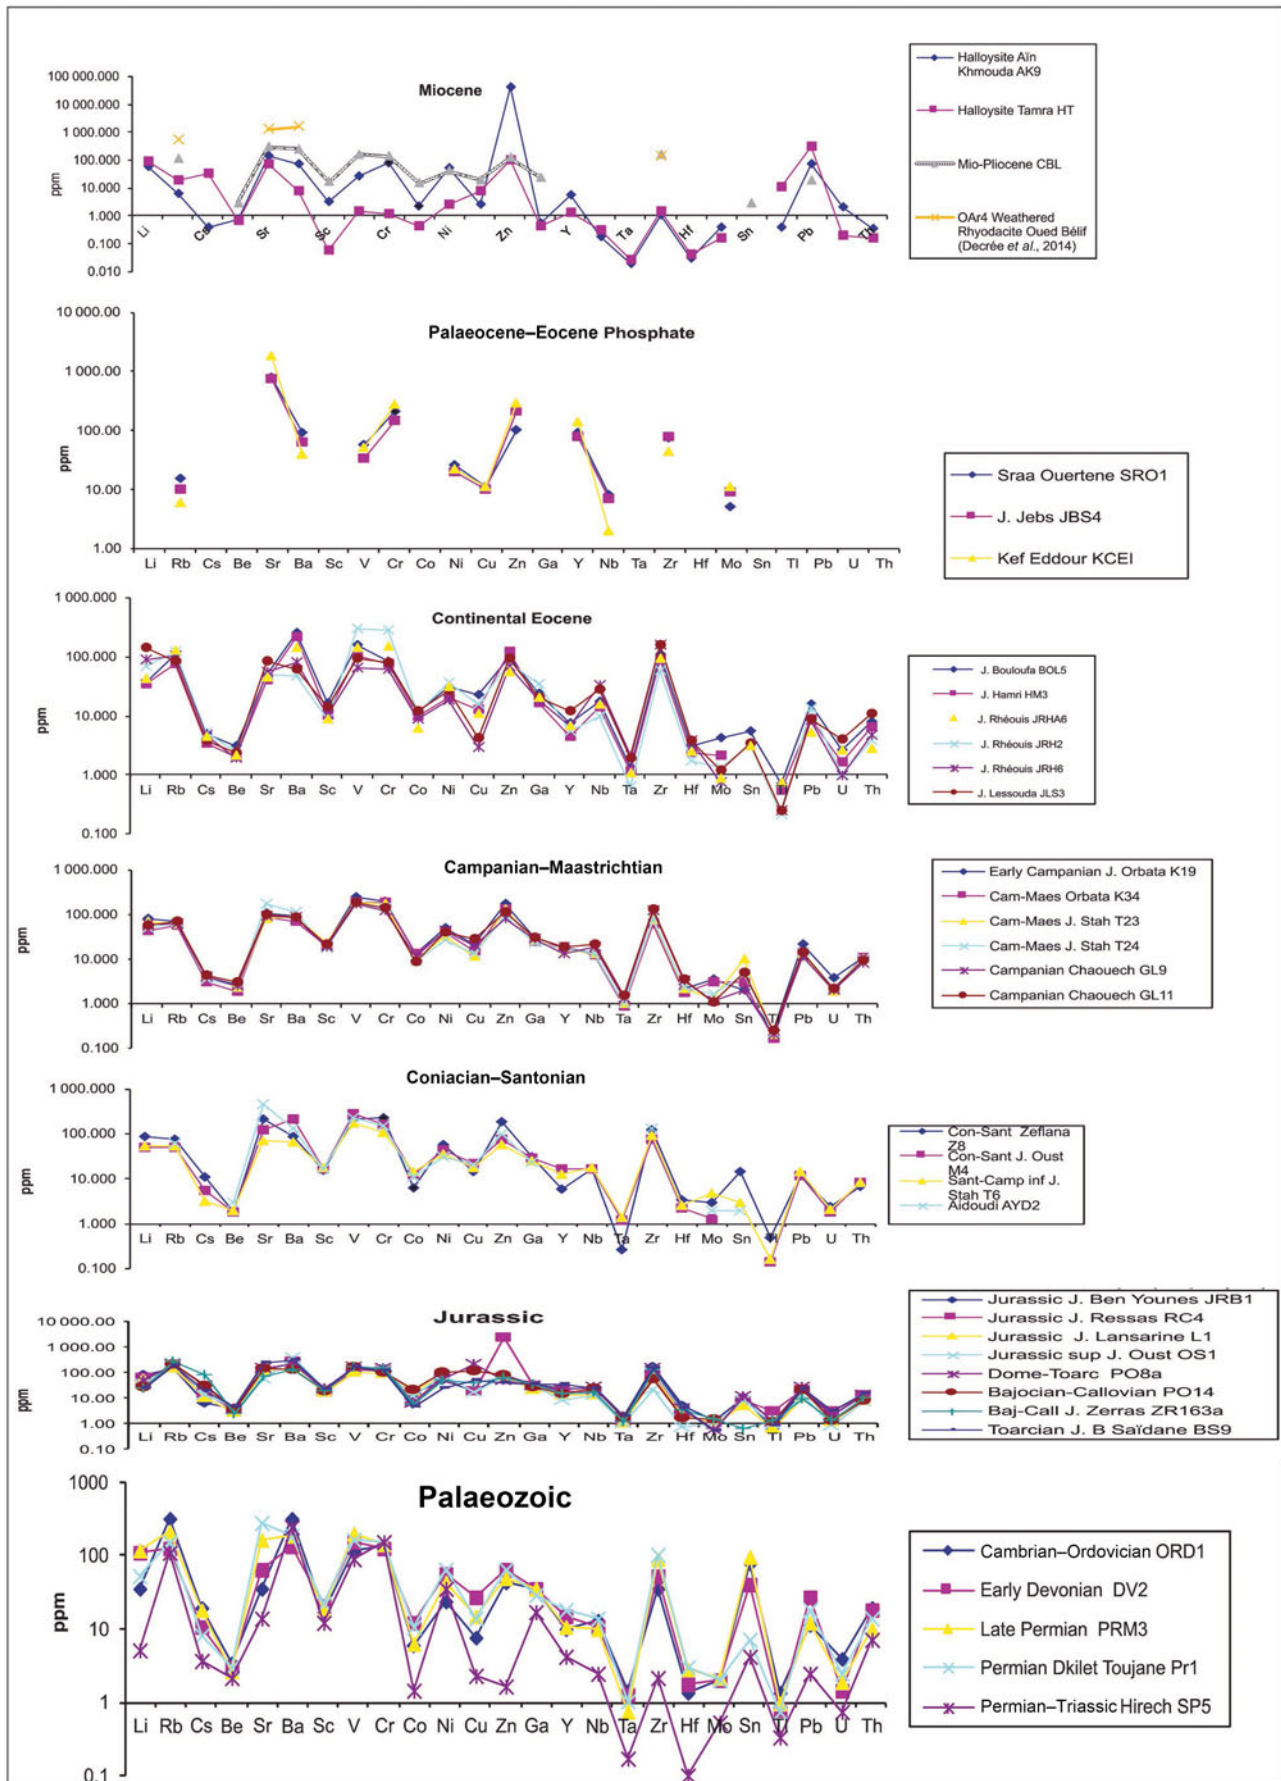 Miocene
100 000.000
10 000.000
1 000.000
100.000
10.000
1.000
0.100
0.010
ppm
Li Cs Sr Sc Cr Ni Zn Y Ta Hf Sn Pb Th
Halloysite Aïn
Khmouda AK9
Halloysite Tamra HT
Mio-Pliocene CBL
OAr4 Weathered
Rhyodacite Oued Bélif
(Decrée et al., 2014)
Palaeocene–Eocene Phosphate
10 000.00
1 000.00
100.00
10.00
1.00
ppm
Li Rb Cs Be Sr Ba Sc V Cr Co Ni Cu Zn Ga Y Nb Ta Zr Hf Mo Sn Tl Pb U Th
Sraa Ouertene SRO1
J. Jebs JBS4
Kef Eddour KCEI
Continental Eocene
1 000.000
100.000
10.000
1.000
0.100
ppm
Li Rb Cs Be Sr Ba Sc V Cr Co Ni Cu Zn Ga Y Nb Ta Zr Hf Mo Sn Tl Pb U Th
J. Bouloufa BOL5
J. Hamri HM3
J. Rhéouis JRHA6
J. Rhéouis JRH2
J. Rhéouis JRH6
J. Lessouda JLS3
Campanian–Maastrichtian
1 000.000
100.000
10.000
1.000
0.100
ppm
Li Rb Cs Be Sr Ba Sc V Cr Co Ni Cu Zn Ga Y Nb Ta Zr Hf Mo Sn Tl Pb U Th
Early Campanian J. Orbata K19
Cam-Maes Orbata K34
Cam-Maes J. Stah T23
Cam-Maes J. Stah T24
Campanian Chaouech GL9
Campanian Chaouech GL11
Coniacian–Santonian
1 000.000
100.000
10.000
1.000
0.100
ppm
Li Rb Cs Be Sr Ba Sc V Cr Co Ni Cu Zn Ga Y Nb Ta Zr Hf Mo Sn Tl Pb U Th
Con-Sant Zeflana
Z8
Con-Sant J. Oust
M4
Sant-Camp inf J.
Stah T6
Aidoudi AYD2
Jurassic
10 000.00
1 000.00
100.00
10.00
1.00
0.10
ppm
Li Rb Cs Be Sr Ba Sc V Cr Co Ni Cu Zn Ga Y Nb Ta Zr Hf Mo Sn Tl Pb U Th
Jurassic J. Ben Younes JRB1
Jurassic J. Ressas RC4
Jurassic J. Lansarine L1
Jurassic sup J. Oust OS1
Dome-Toarc PO8a
Bajocian-Callovian PO14
Baj-Call J. Zerras ZR163a
Toarcian J. B Saïdane BS9
Palaeozoic
1000
100
10
1
0.1
ppm
Li Rb Cs Be Sr Ba Sc V Cr Co Ni Cu Zn Ga Y Nb Ta Zr Hf Mo Sn Tl Pb U Th
Cambrian–Ordovician ORD1
Early Devonian DV2
Late Permian PRM3
Permian Dkilet Toujane Pr1
Permian–Triassic Hirech SP5